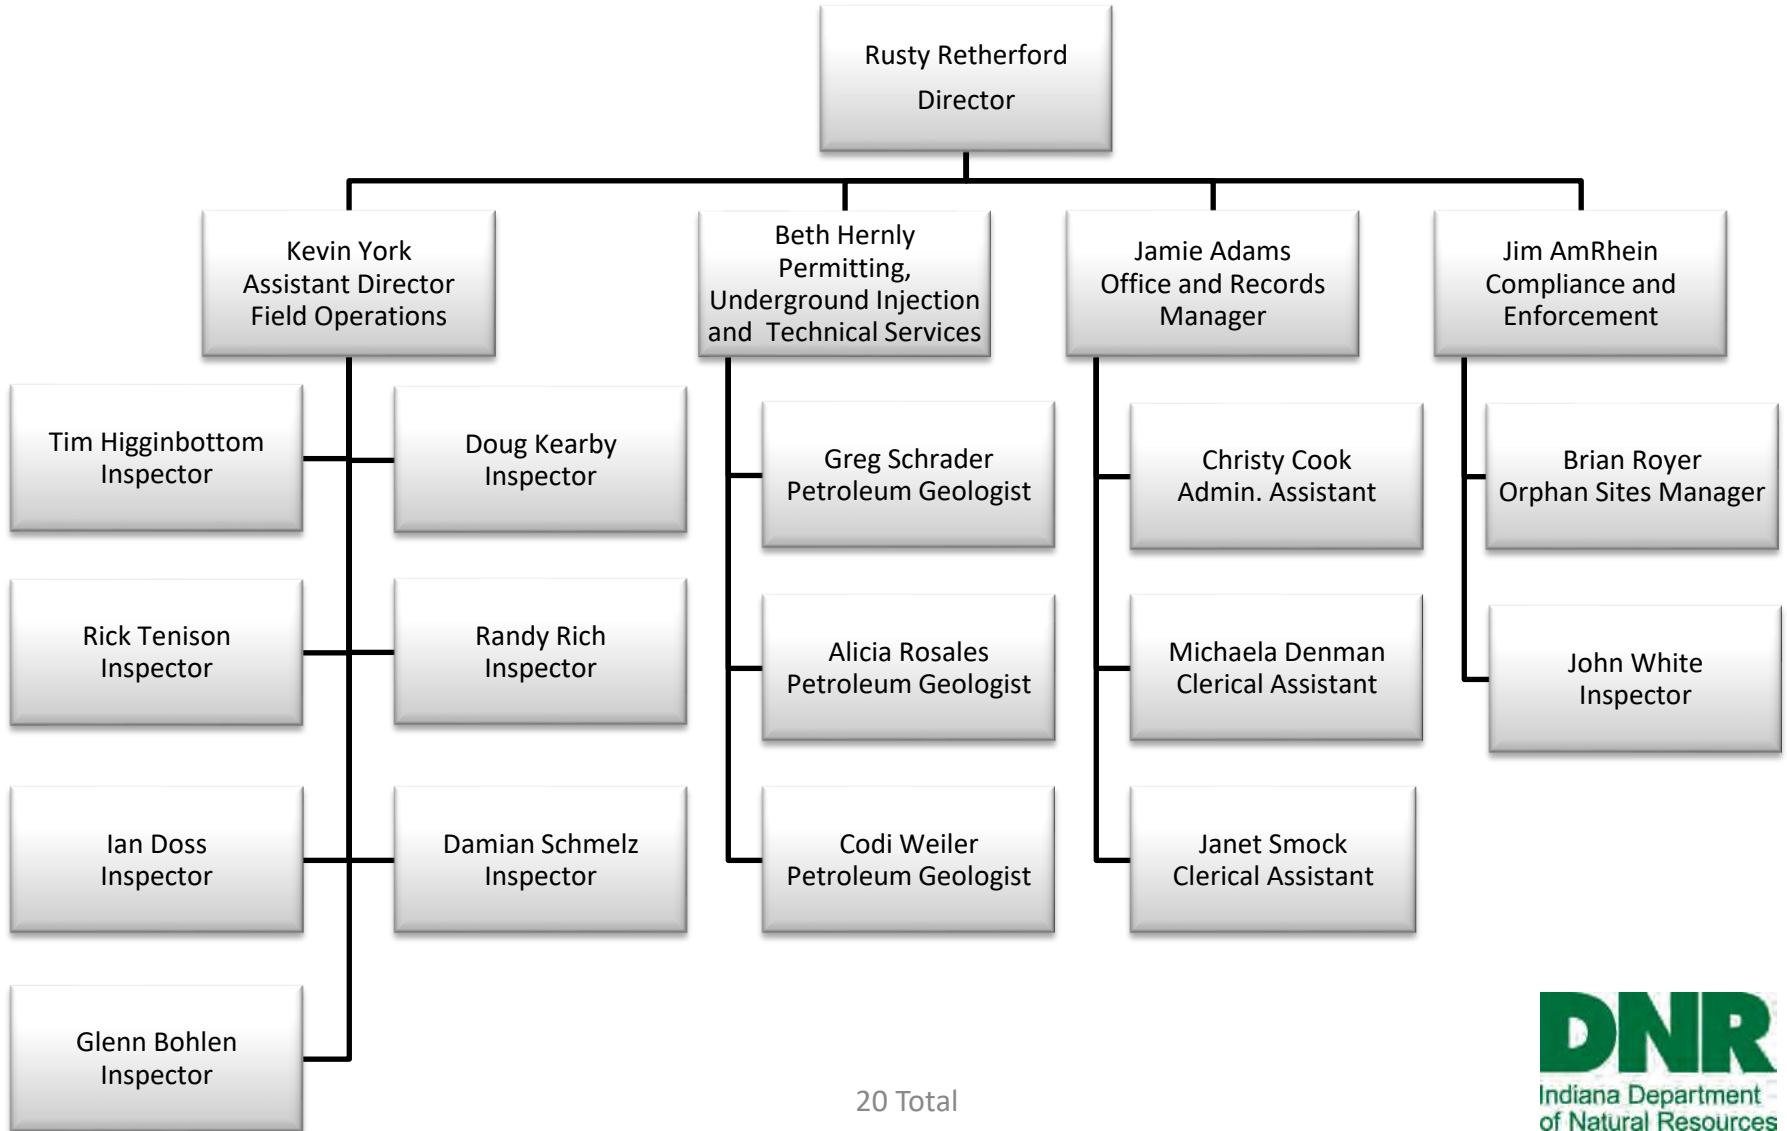 Rusty Retherford
Director
Kevin York
Assistant Director
Field Operations
Beth Hernly
Permitting,
Underground Injection
and Technical Services
Jamie Adams
Office and Records
Manager
Jim AmRhein
Compliance and
Enforcement
Tim Higginbottom
Inspector
Doug Kearby
Inspector
Greg Schrader
Petroleum Geologist
Christy Cook
Admin. Assistant
Brian Royer
Orphan Sites Manager
Rick Tenison
Inspector
Randy Rich
Inspector
Alicia Rosales
Petroleum Geologist
Michaela Denman
Clerical Assistant
John White
Inspector
Ian Doss
Inspector
Damian Schmelz
Inspector
Codi Weiler
Petroleum Geologist
Janet Smock
Clerical Assistant
Glenn Bohlen
Inspector
20 Total
DNR
Indiana Department
of Natural Resources